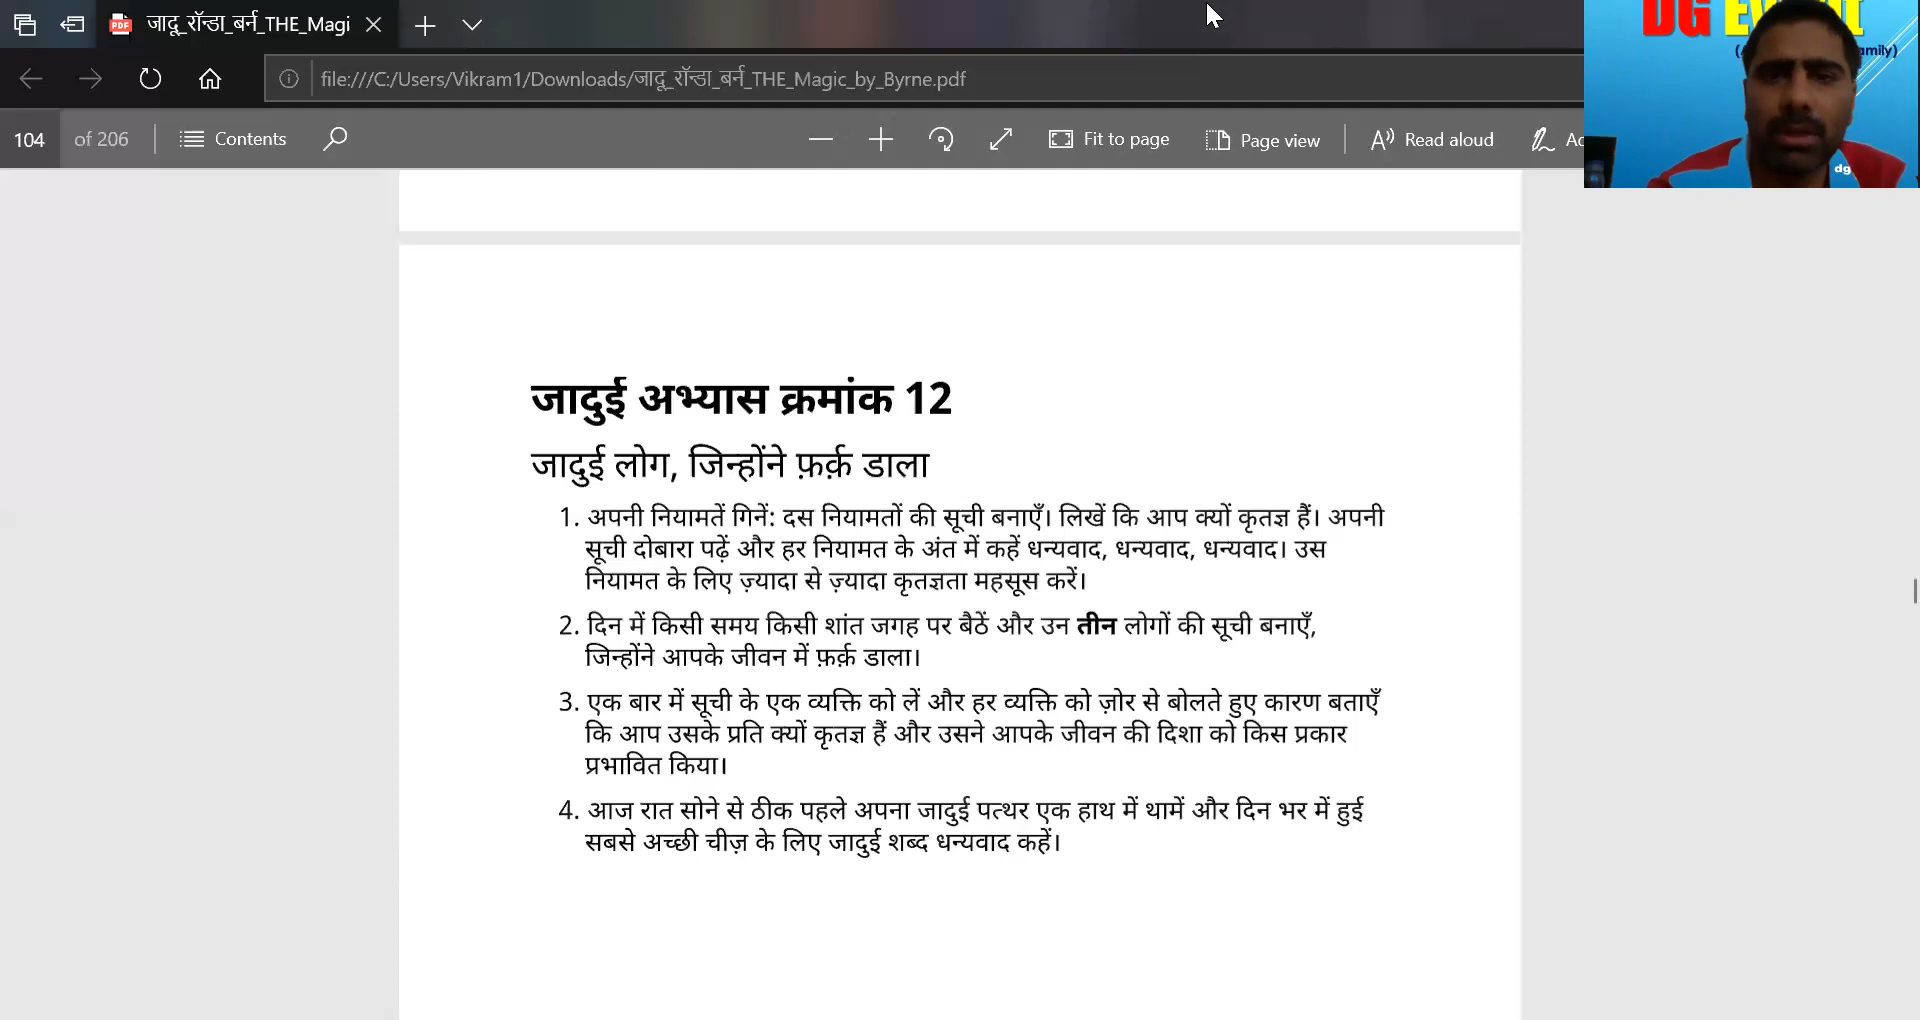 जादू_रॉन्डा_बर्न_THE_Magi
file:///C:/Users/Vikram1/Downloads/जादू_रॉन्डा_बर्न_THE_Magic_by_Byrne.pdf
104 of 206 Contents Fit to page Page view Read aloud
DG
amily)
dg
जादुई अभ्यास क्रमांक 12
जादुई लोग, जिन्होंने फ़र्क़ डाला
1. अपनी नियामतें गिनें: दस नियामतों की सूची बनाएँ। लिखें कि आप क्यों कृतज्ञ हैं। अपनी
सूची दोबारा पढ़ें और हर नियामत के अंत में कहें धन्यवाद, धन्यवाद, धन्यवाद। उस
नियामत के लिए ज़्यादा से ज़्यादा कृतज्ञता महसूस करें।
2. दिन में किसी समय किसी शांत जगह पर बैठें और उन तीन लोगों की सूची बनाएँ,
जिन्होंने आपके जीवन में फ़र्क़ डाला।
3. एक बार में सूची के एक व्यक्ति को लें और हर व्यक्ति को ज़ोर से बोलते हुए कारण बताएँ
कि आप उसके प्रति क्यों कृतज्ञ हैं और उसने आपके जीवन की दिशा को किस प्रकार
प्रभावित किया।
4. आज रात सोने से ठीक पहले अपना जादुई पत्थर एक हाथ में थामें और दिन भर में हुई
सबसे अच्छी चीज़ के लिए जादुई शब्द धन्यवाद कहें।